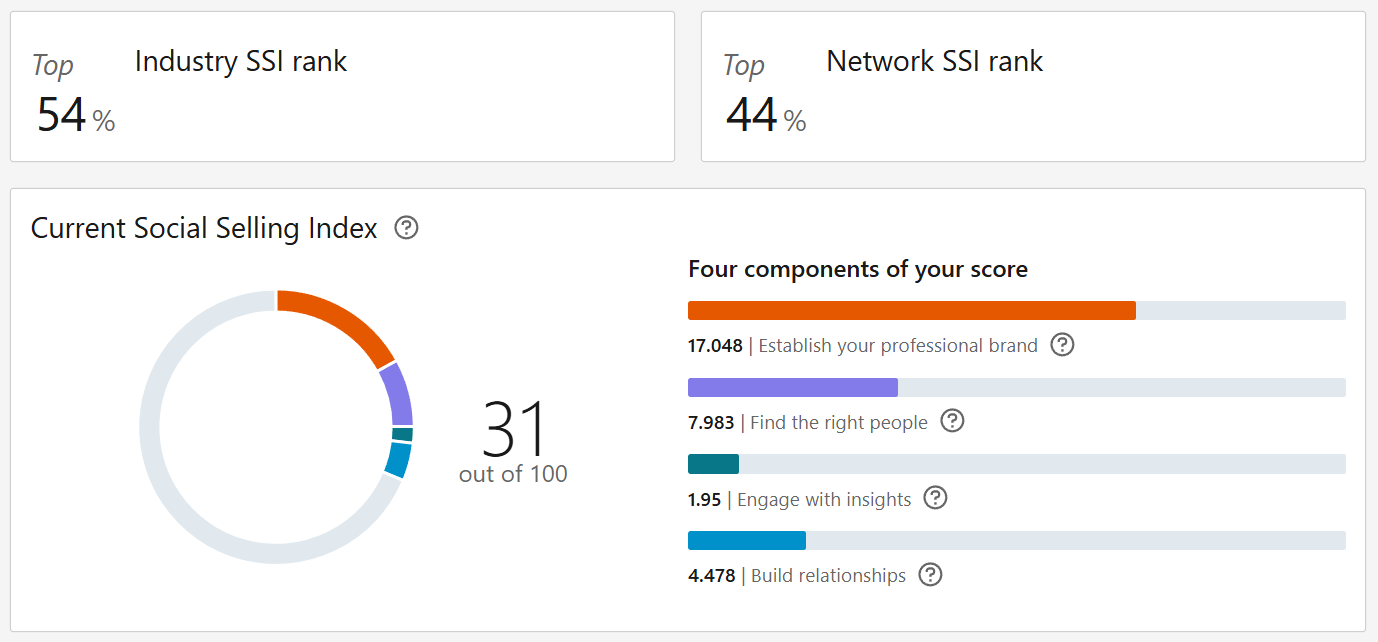 Top Industry SSI rank
54 %
Top Network SSI rank
44 %
Current Social Selling Index ?
31
out of 100
Four components of your score
17.048 | Establish your professional brand ?
7.983 | Find the right people ?
1.95 | Engage with insights ?
4.478 | Build relationships ?